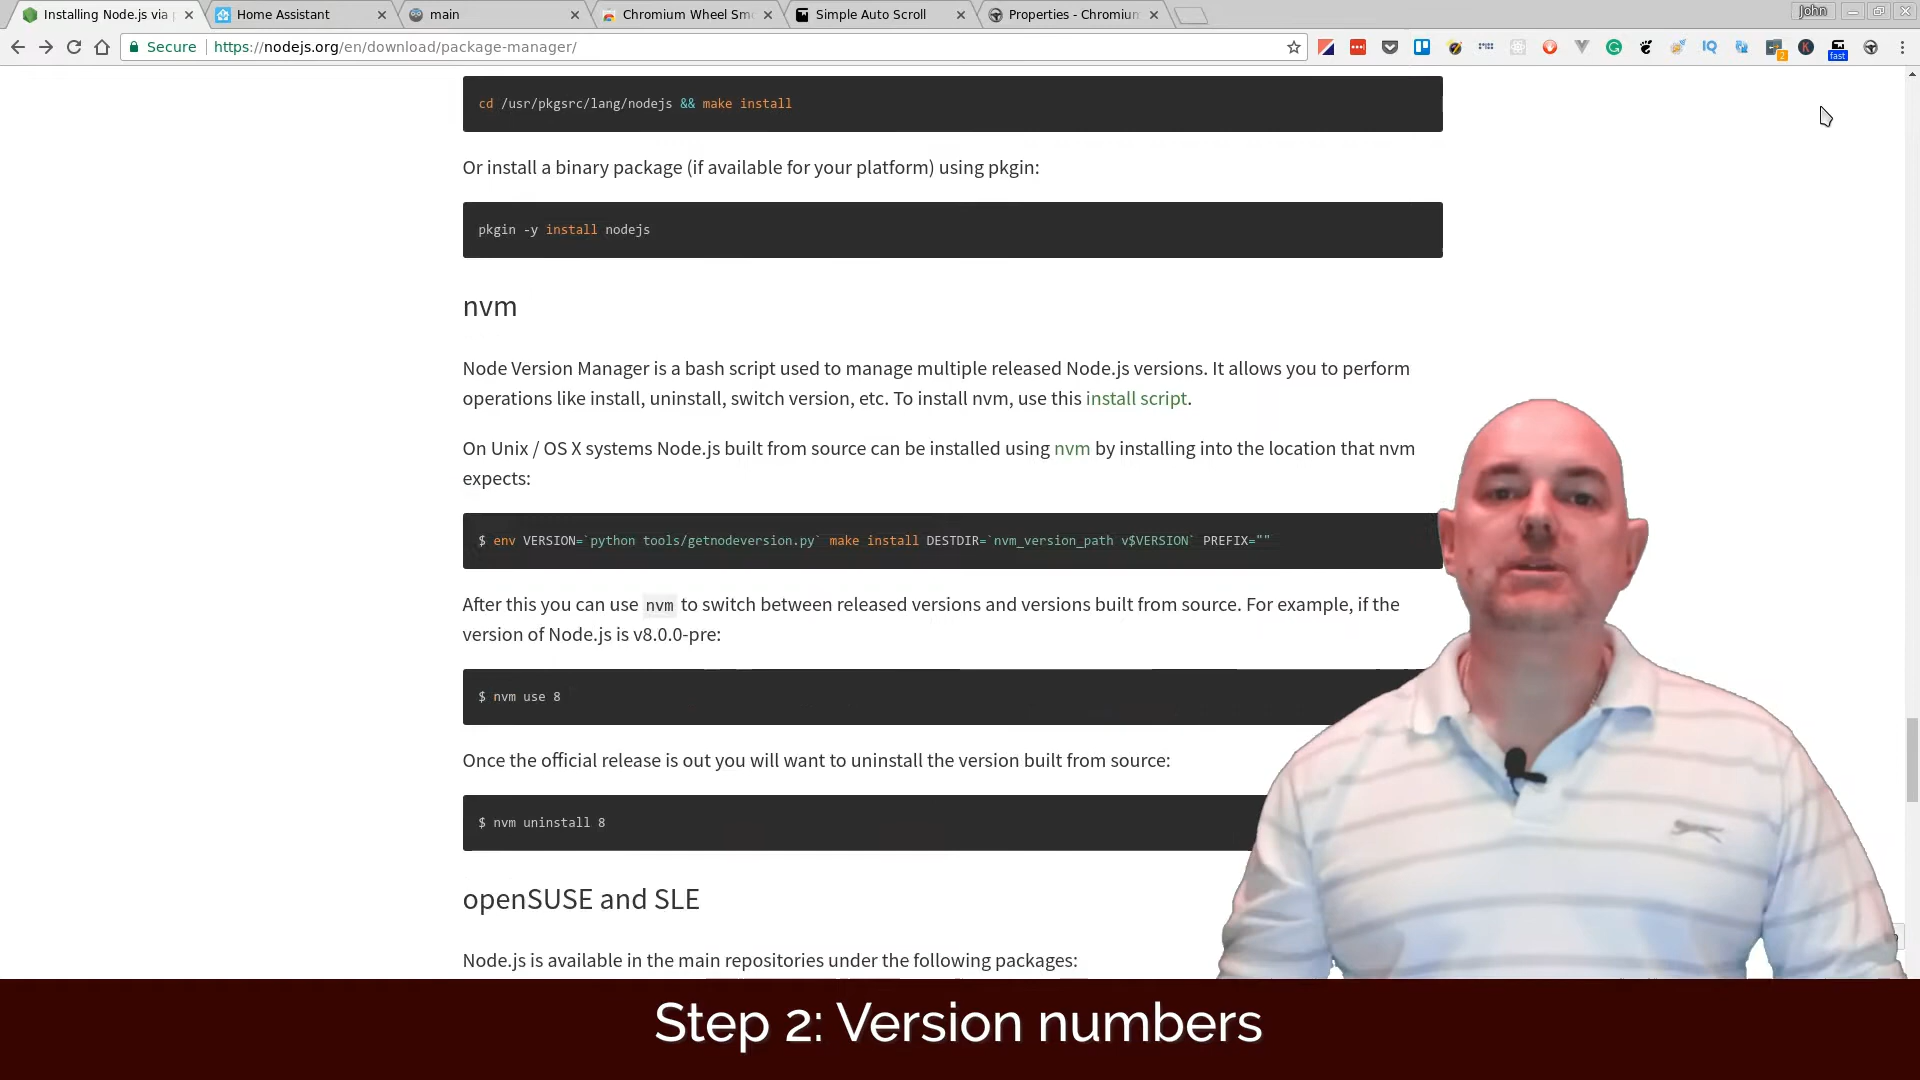 Installing Node.js via p
Home Assistant
main
Chromium Wheel Smo
Simple Auto Scroll
Properties - Chromium
John
Secure
https://nodejs.org/en/download/package-manager/
2
fast
cd /usr/pkgsrc/lang/nodejs && make install
Or install a binary package (if available for your platform) using pkgin:
pkgin -y install nodejs
nvm
Node Version Manager is a bash script used to manage multiple released Node.js versions. It allows you to perform
operations like install, uninstall, switch version, etc. To install nvm, use this install script.
On Unix / OS X systems Node.js built from source can be installed using nvm by installing into the location that nvm
expects:
$ env VERSION=`python tools/getnodeversion.py` make install DESTDIR=`nvm_version_path v$VERSION` PREFIX=""
After this you can use nvm to switch between released versions and versions built from source. For example, if the
version of Node.js is v8.0.0-pre:
$ nvm use 8
Once the official release is out you will want to uninstall the version built from source:
$ nvm uninstall 8
openSUSE and SLE
Node.js is available in the main repositories under the following packages:
Step 2: Version numbers